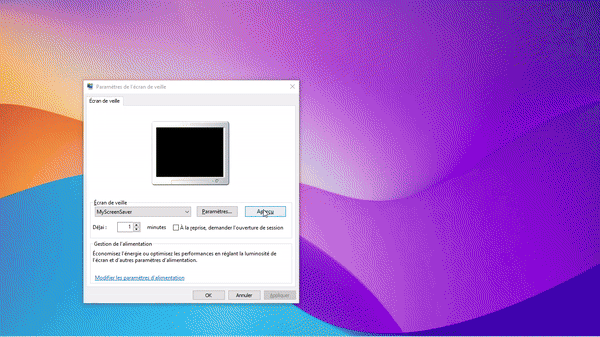 Paramètres de l'écran de veille
Écran de veille
Écran de veille
MyScreenSaver
Paramètres...
Aperçu
Délai :
1
minutes
À la reprise, demander l'ouverture de session
Gestion de l'alimentation
Économisez l'énergie ou optimisez les performances en réglant la luminosité de
l'écran et d'autres paramètres d'alimentation.
Modifier les paramètres d'alimentation
OK
Annuler
Appliquer